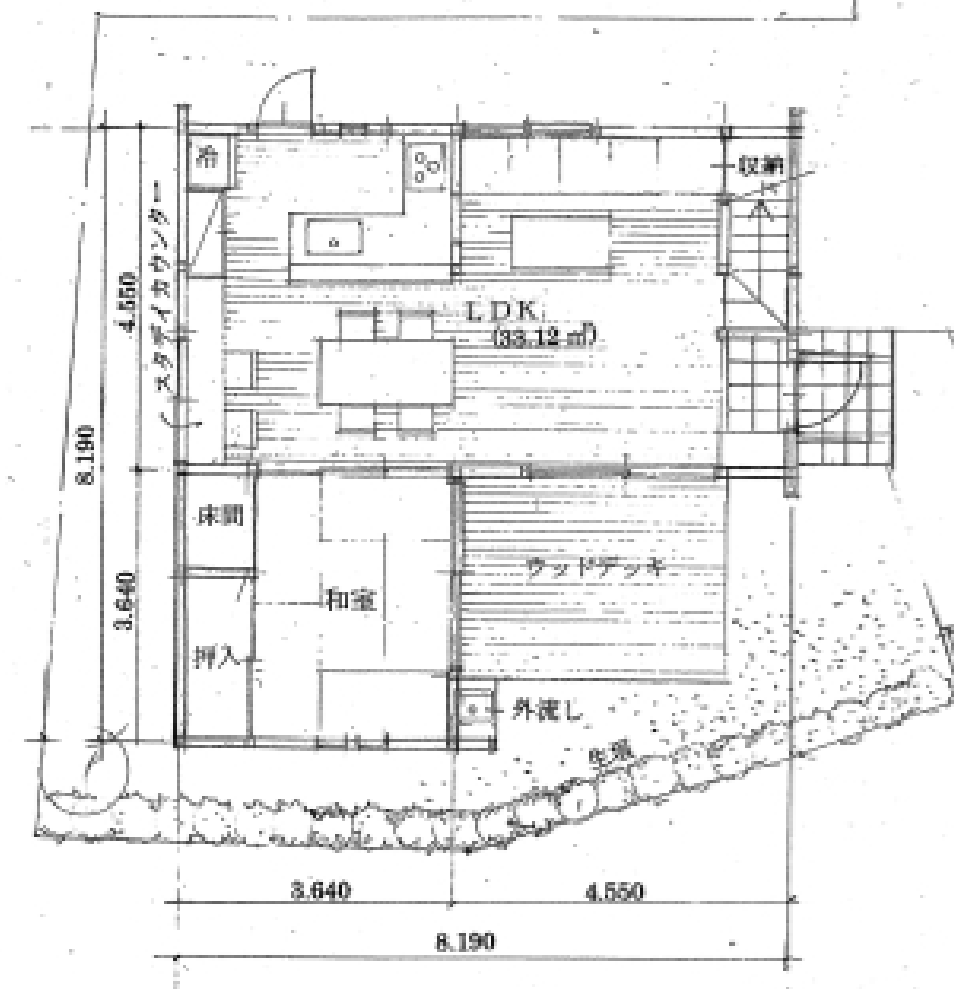 冷
収納
スタディカウンター
LDK
(33.12㎡)
4.550
8.190
3.640
床間
和室
押入
ウッドデッキ
外流し
生垣
3.640
4.550
8.190